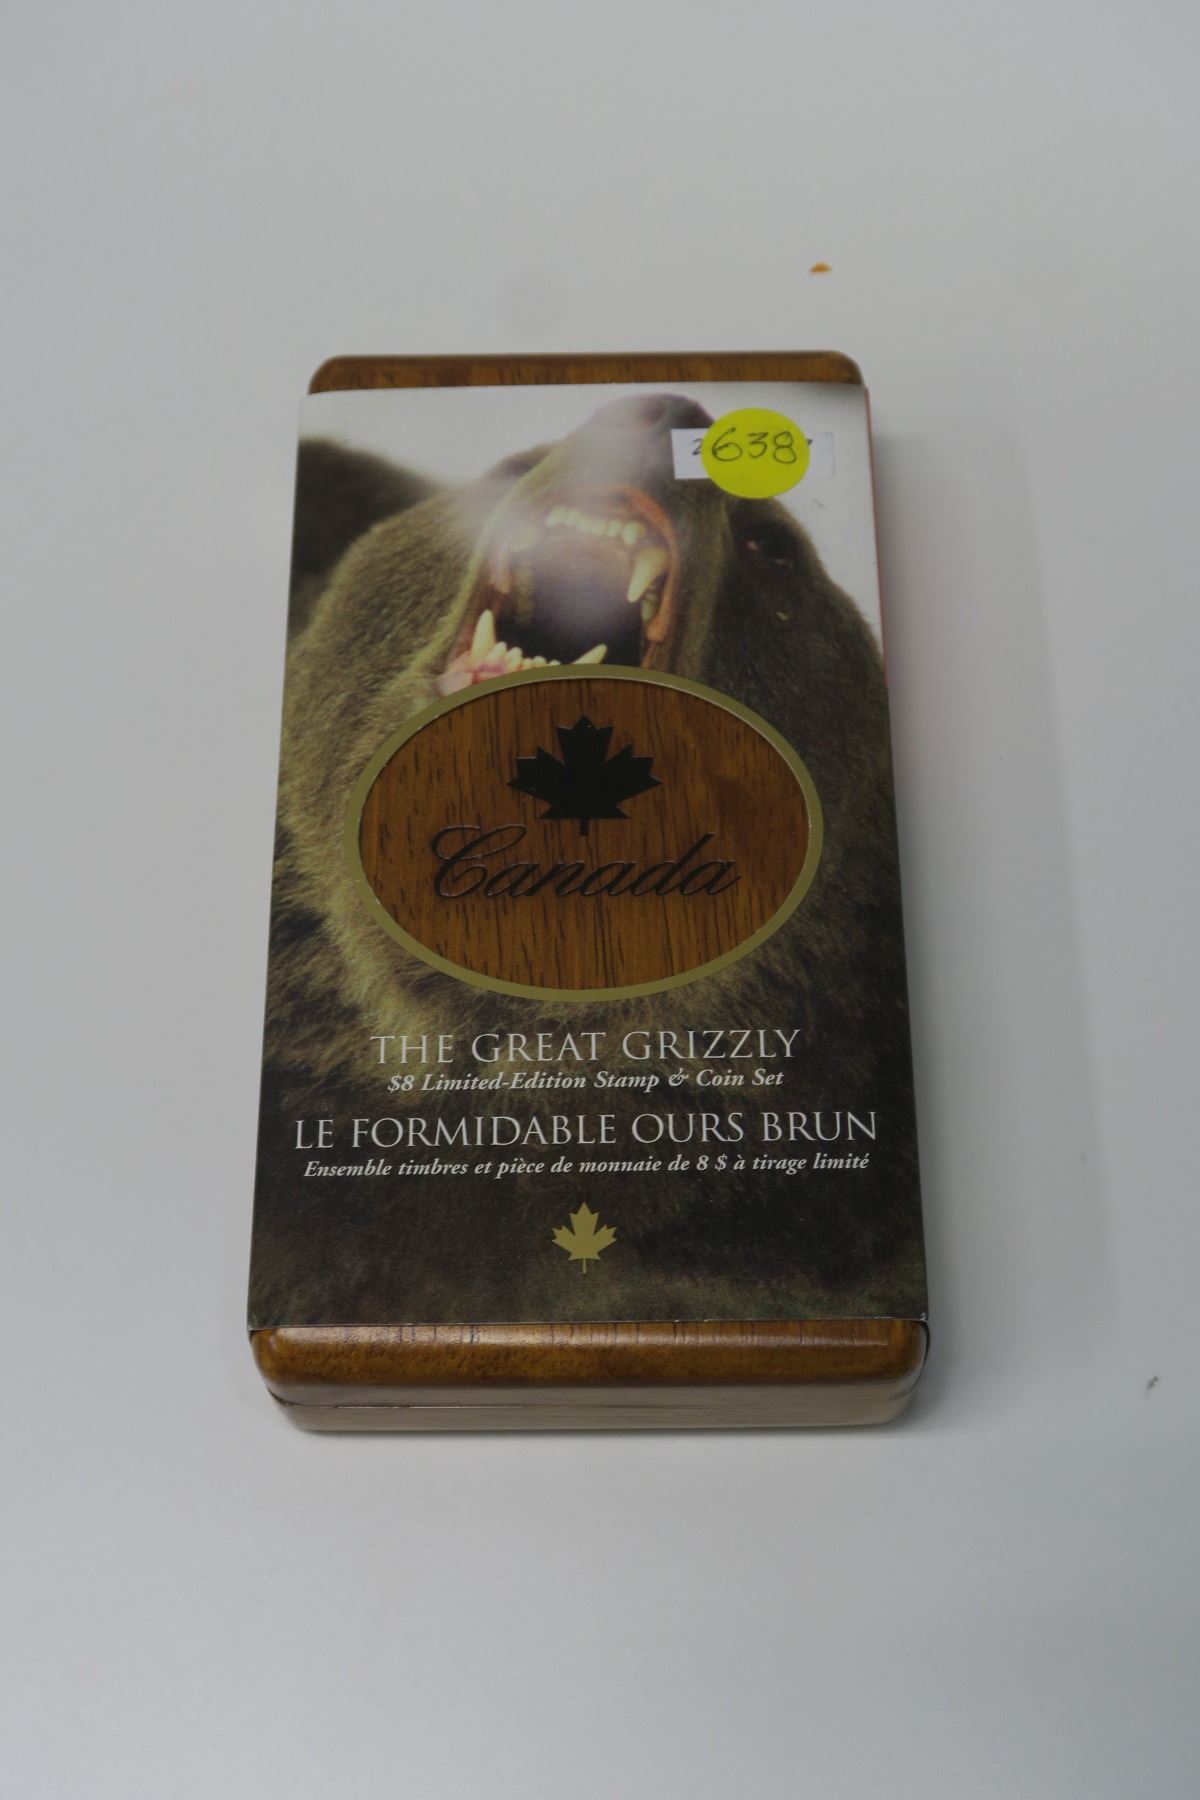 638
Canada
THE GREAT GRIZZLY
$8 Limited-Edition Stamp & Coin Set
LE FORMIDABLE OURS BRUN
Ensemble timbres et pièce de monnaie de 8 $ à tirage limité